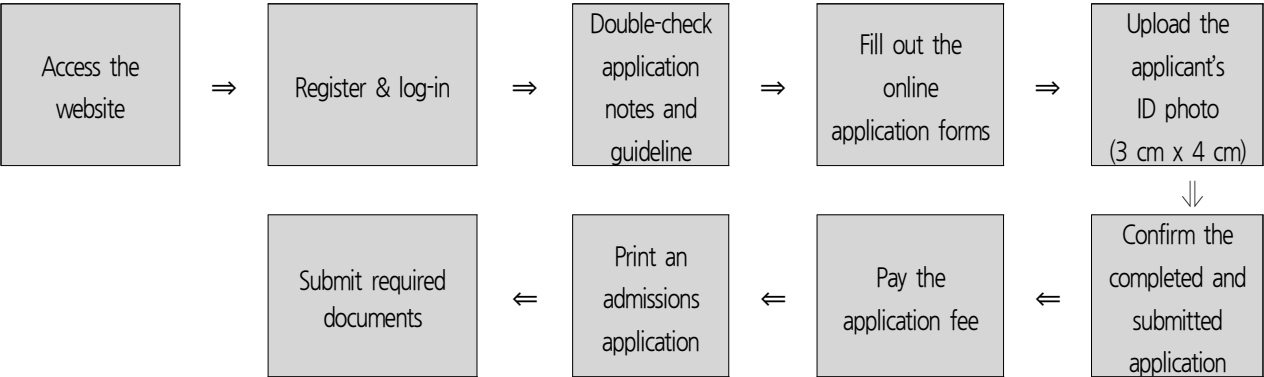 Access the
website
⇒
Register & log-in
⇒
Double-check
application
notes and
guideline
⇒
Fill out the
online
application forms
⇒
Upload the
applicant's
ID photo
(3 cm x 4 cm)
⇓
Confirm the
completed and
submitted
application
⇐
Pay the
application fee
⇐
Print an
admissions
application
⇐
Submit required
documents